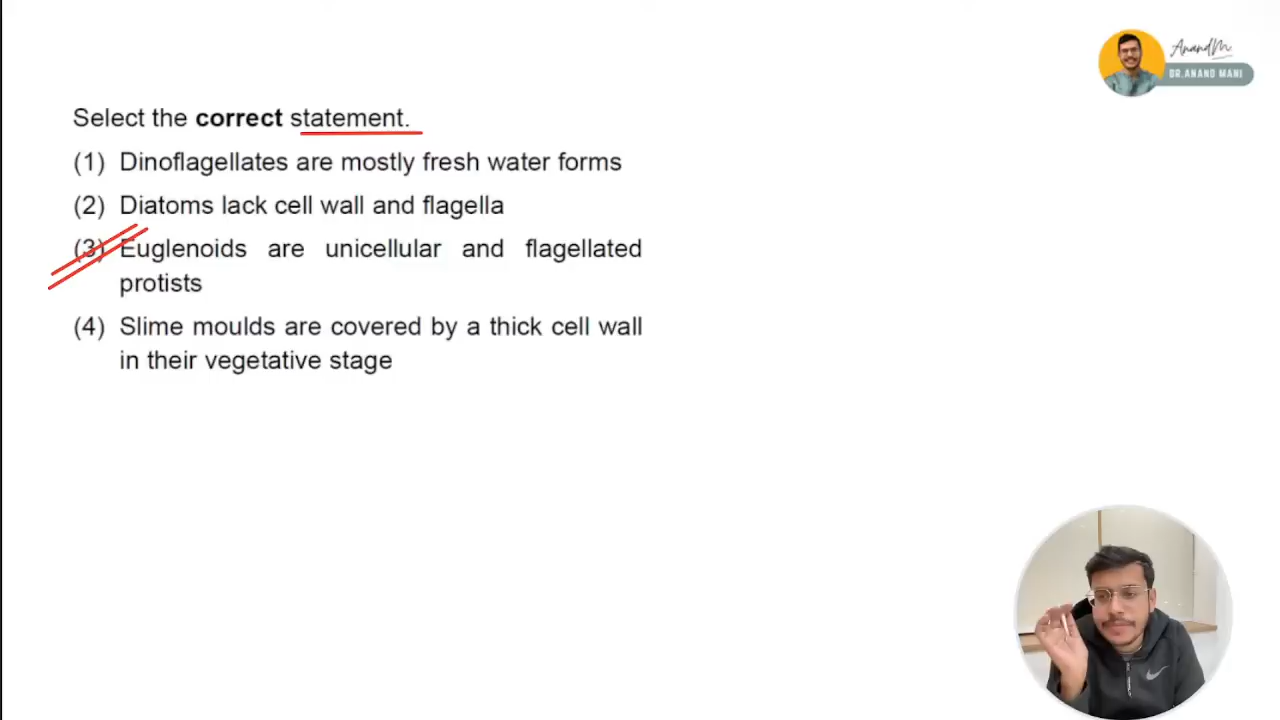 AnandM
DR.ANAND MANI
Select the correct statement.
(1) Dinoflagellates are mostly fresh water forms
(2) Diatoms lack cell wall and flagella
(3) Euglenoids are unicellular and flagellated
protists
(4) Slime moulds are covered by a thick cell wall
in their vegetative stage